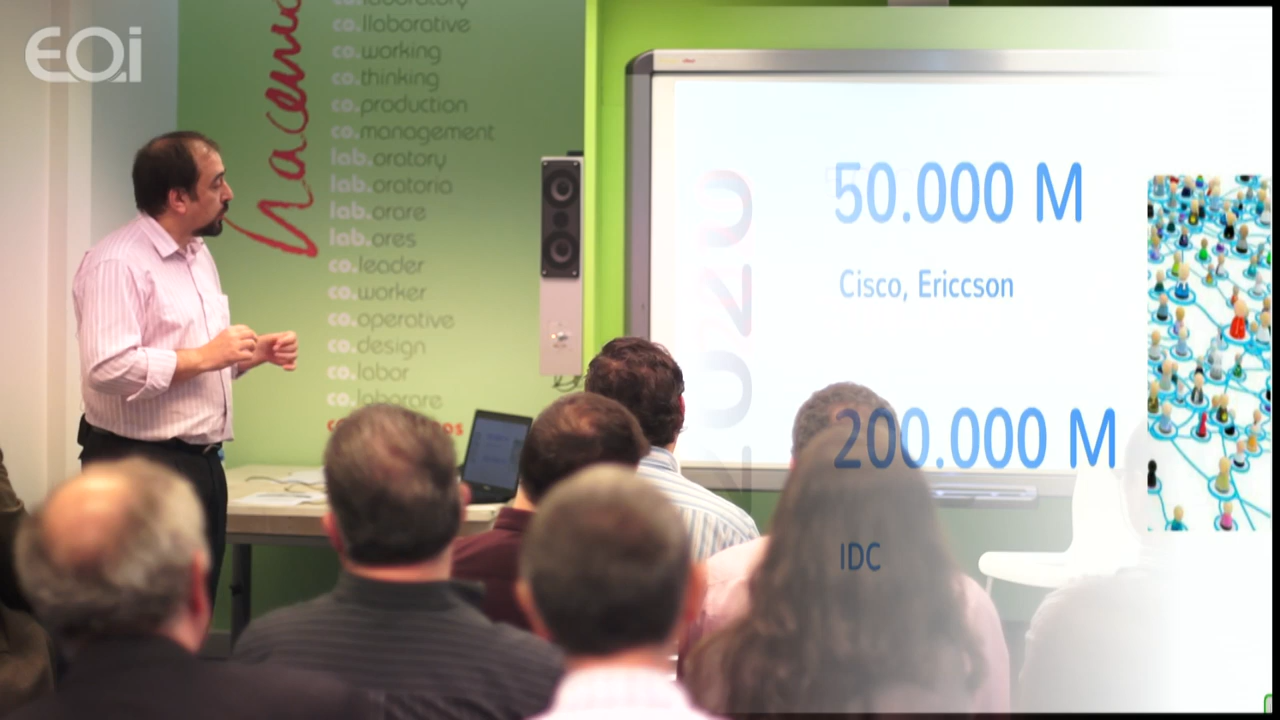 EOi
co.laboratory
co.llaborative
co.working
co.thinking
co.production
co.management
lab.oratory
lab.oratoria
lab.orare
lab.ores
co.leader
co.worker
co.operative
co.design
co.labor
co.laborare
2020
50.000 M
Cisco, Ericcson
200.000 M
IDC